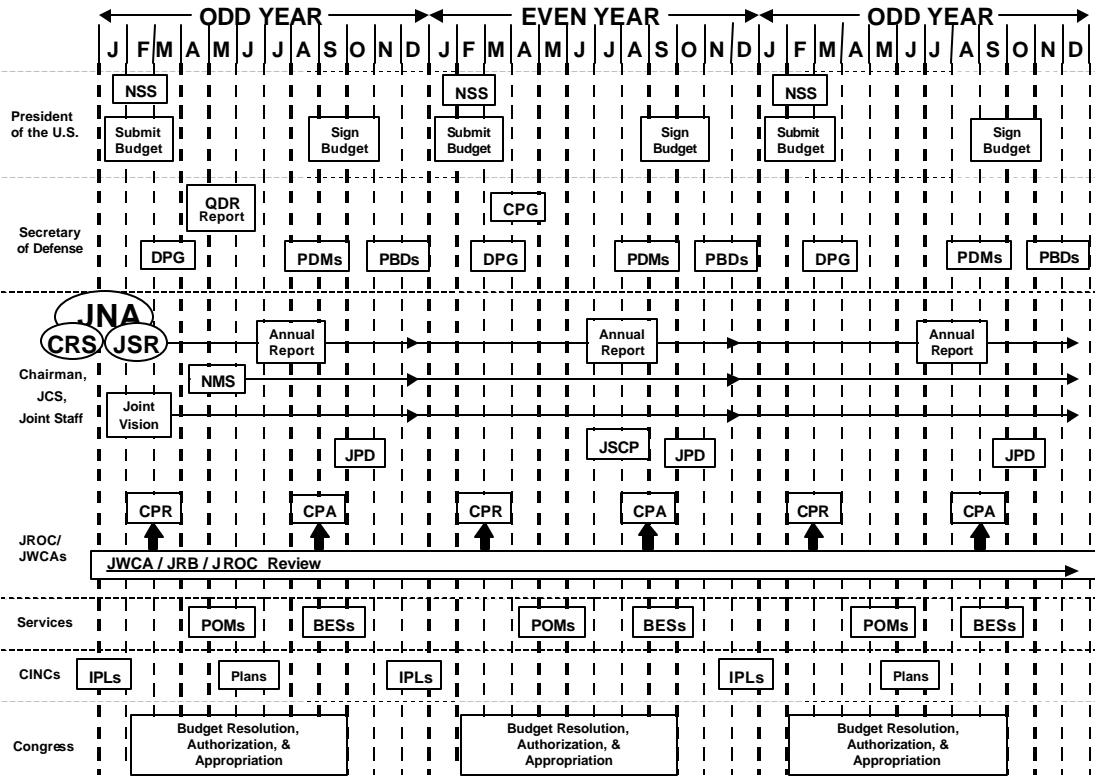 ODD YEAR EVEN YEAR ODD YEAR
J F M A M J J A S O N D J F M A M J J A S O N D J F M A M J J A S O N D
President
of the U.S.
NSS NSS NSS
Submit
Budget
Sign
Budget
Submit
Budget
Sign
Budget
Submit
Budget
Sign
Budget
Secretary
of Defense
QDR
Report
CPG
DPG PDMs PBDs DPG PDMs PBDs DPG PDMs PBDs
JNA
CRS JSR
Annual
Report
Annual
Report
Annual
Report
Chairman,
JCS,
Joint Staff
NMS
Joint
Vision
JPD JSCP JPD JPD
CPR CPA CPR CPA CPR CPA
JROC/
JWCAs
JWCA / JRB / JROC Review
Services
POMs BESs POMs BESs POMs BESs
CINCs
IPLs Plans IPLs IPLs Plans
Congress
Budget Resolution,
Authorization, &
Appropriation
Budget Resolution,
Authorization, &
Appropriation
Budget Resolution,
Authorization, &
Appropriation